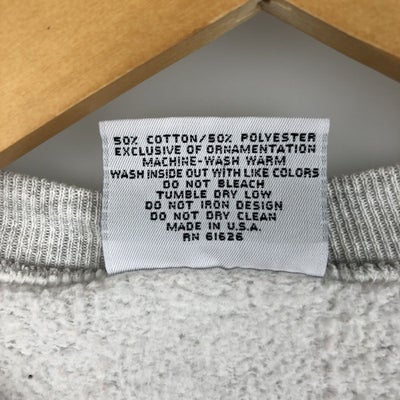 50% COTTON/50% POLYESTER
EXCLUSIVE OF ORNAMENTATION
MACHINE-WASH WARM
WASH INSIDE OUT WITH LIKE COLORS
DO NOT BLEACH
TUMBLE DRY LOW
DO NOT IRON DESIGN
DO NOT DRY CLEAN
MADE IN U.S.A.
RN 61626